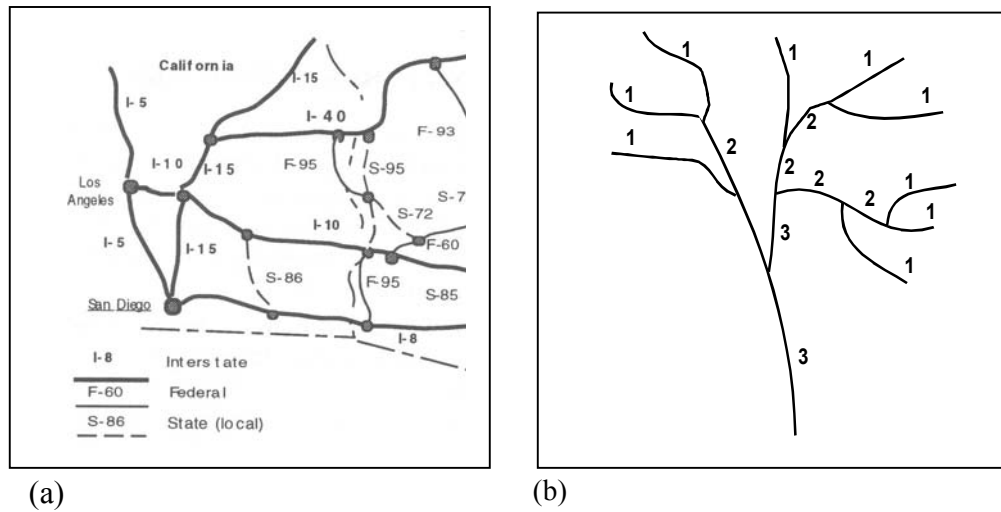 California
I-5
I-15
I-40
F-93
I-10
I-15
F-95
S-95
Los
Angeles
S-7
S-72
I-10
F-60
I-5
I-15
S-86
F-95
S-85
San Diego
I-8
I-8 Interstate
F-60 Federal
S-86 State (local)
(a)
1
1
1
1
1
2
1
2
2
2
1
3
1
1
3
(b)